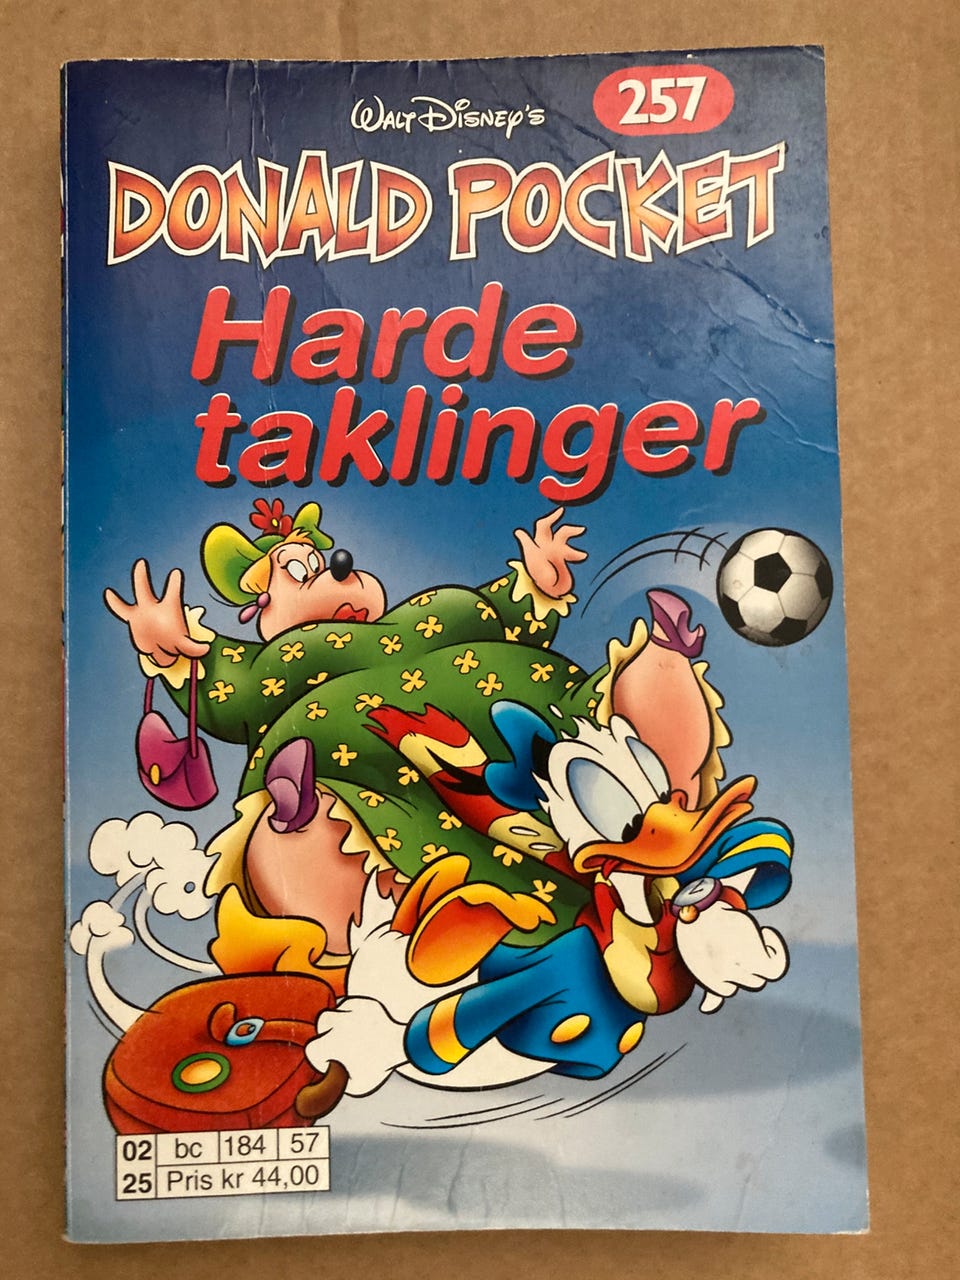 257
WALT DISNEY'S
DONALD POCKET
Harde
taklinger
02 bc 184 57
25 Pris kr 44,00